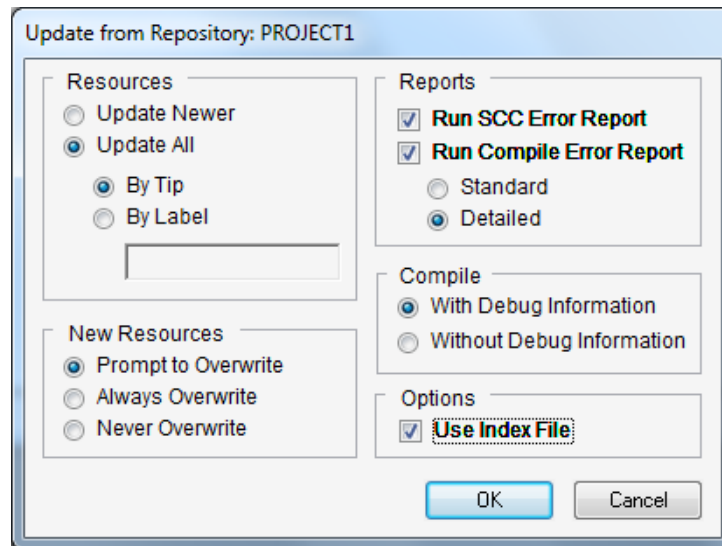 Update from Repository: PROJECT1
Resources
Update Newer
Update All
By Tip
By Label
New Resources
Prompt to Overwrite
Always Overwrite
Never Overwrite
Reports
Run SCC Error Report
Run Compile Error Report
Standard
Detailed
Compile
With Debug Information
Without Debug Information
Options
Use Index File
OK
Cancel